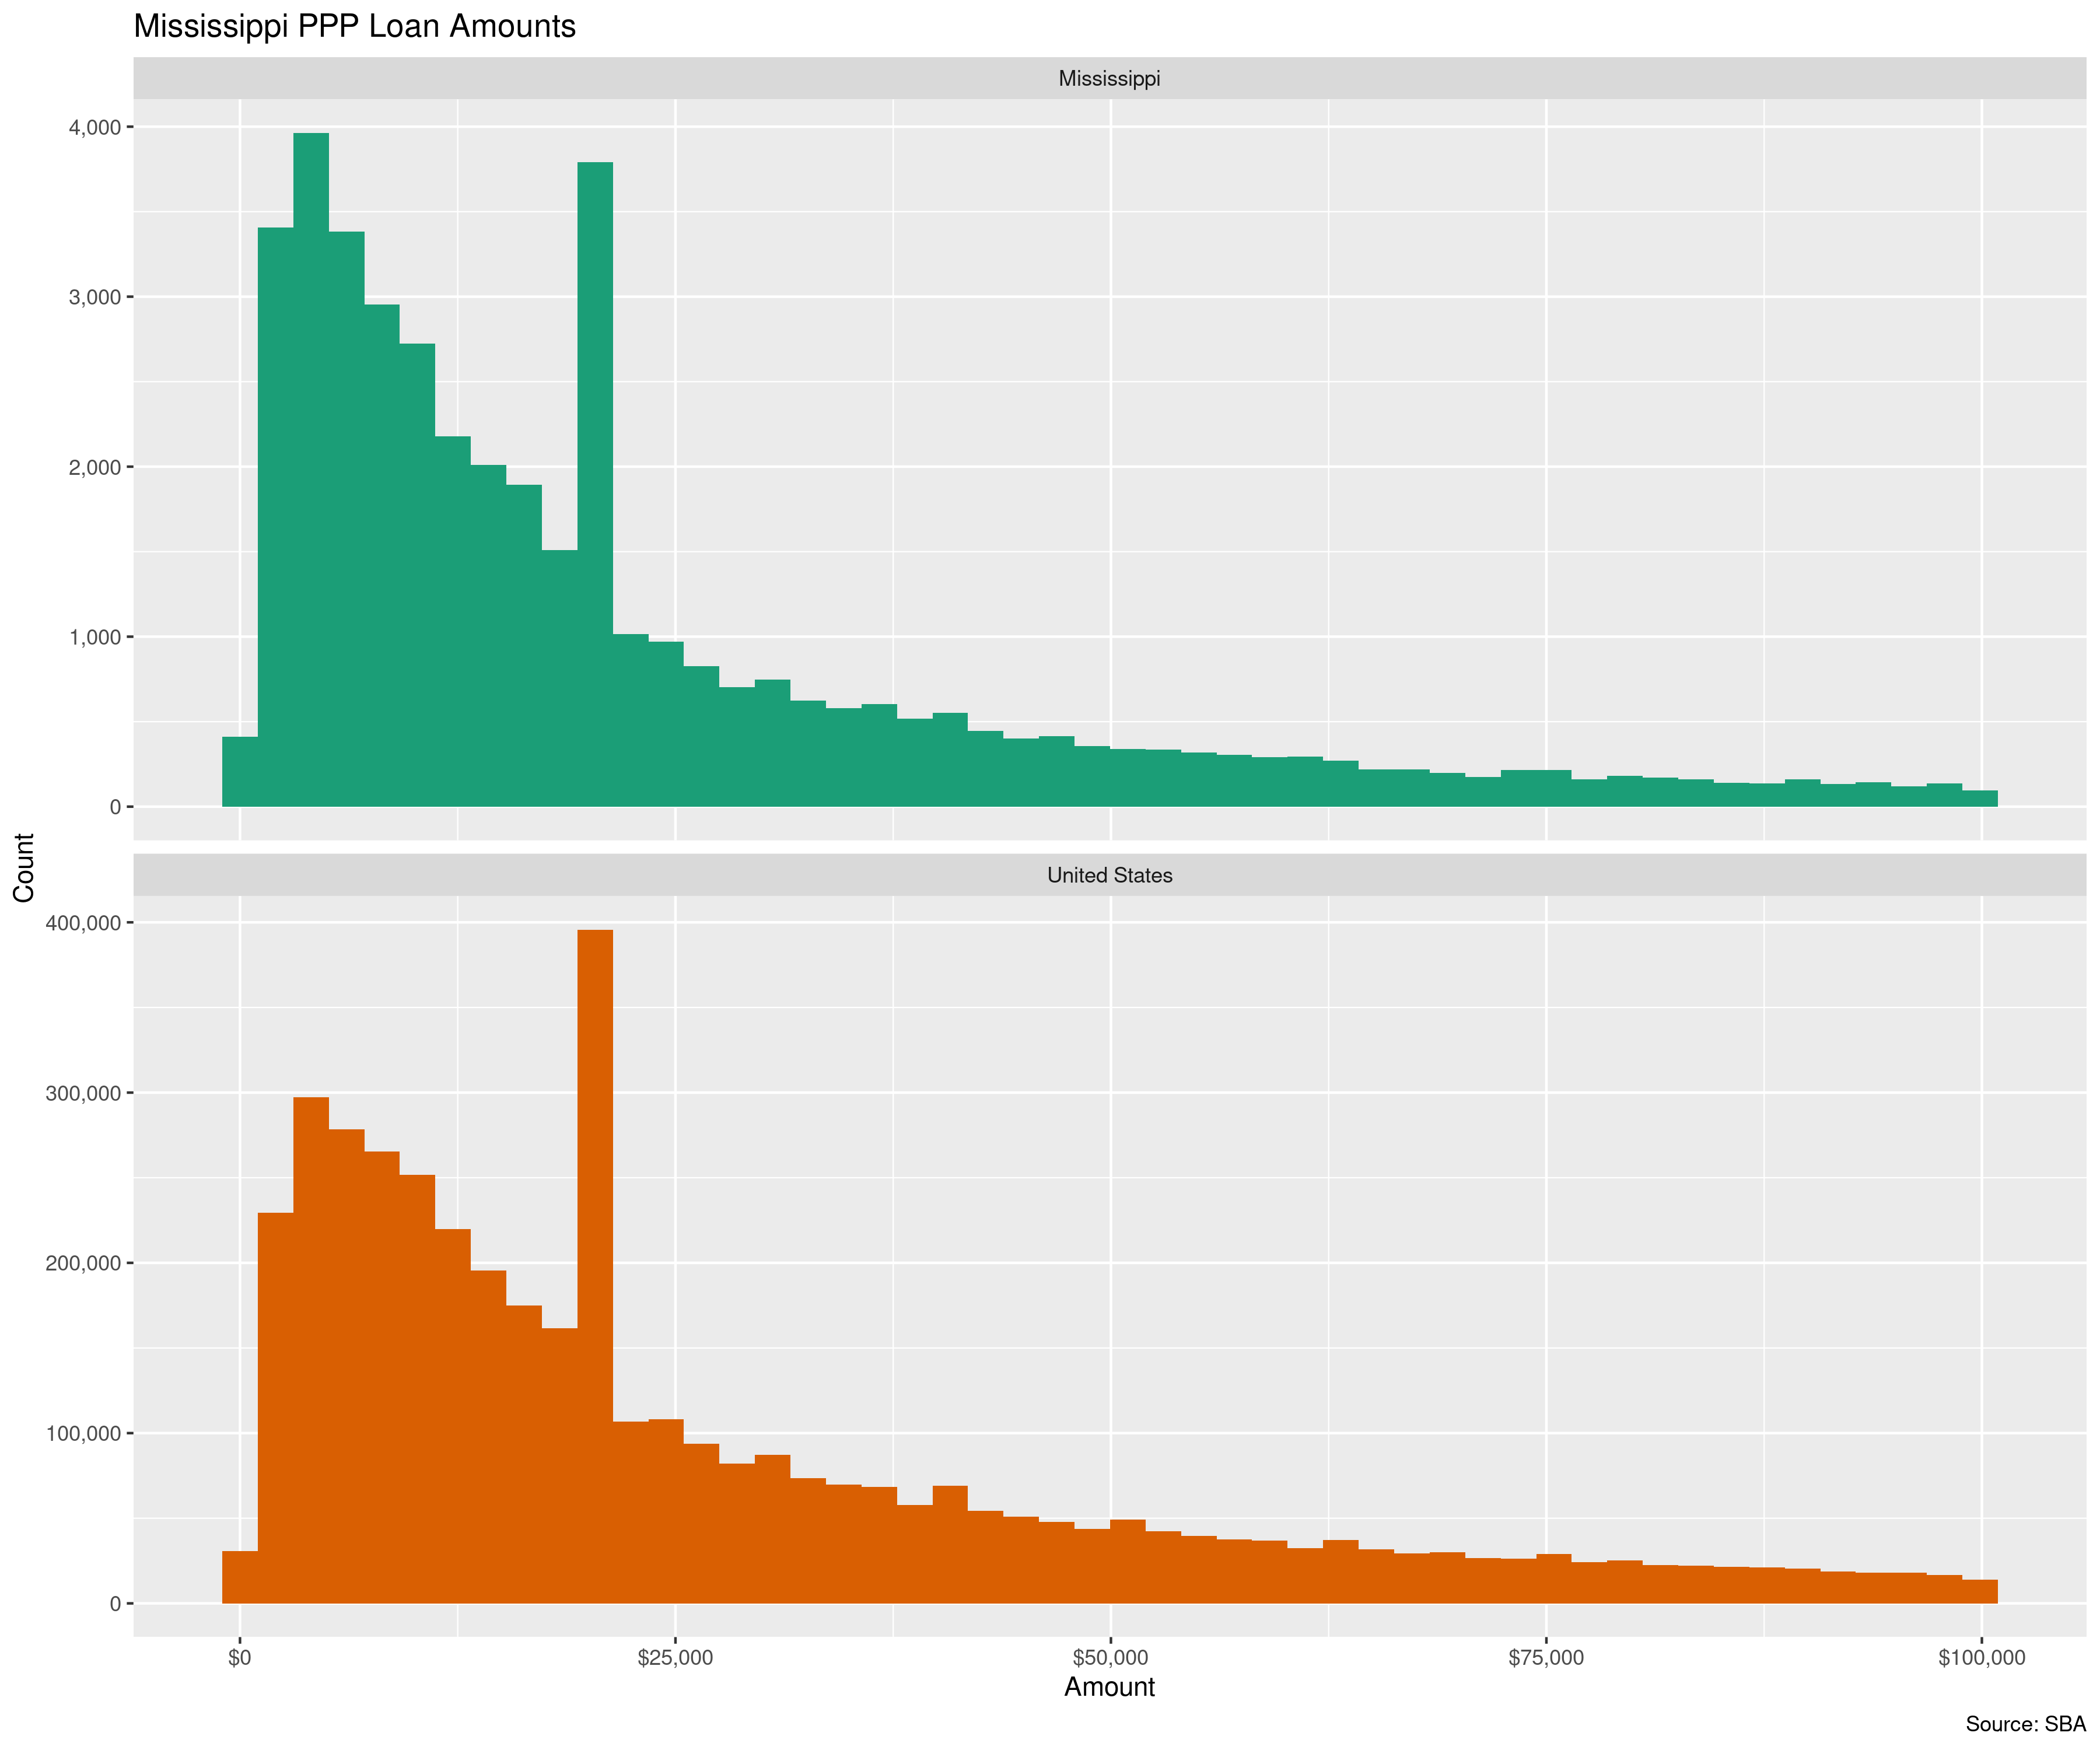 Mississippi PPP Loan Amounts
Mississippi
4,000
3,000
2,000
1,000
0
Count
United States
400,000
300,000
200,000
100,000
0
$0 $25,000 $50,000 $75,000 $100,000
Amount
Source: SBA